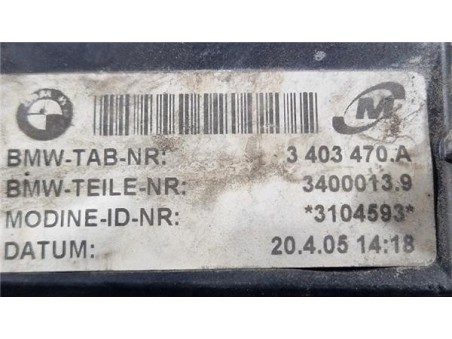 BMW-TAB-NR: 3 403 470.A
BMW-TEILE-NR: 3400013.9
MODINE-ID-NR: *3104593*
DATUM: 20.4.05 14:18